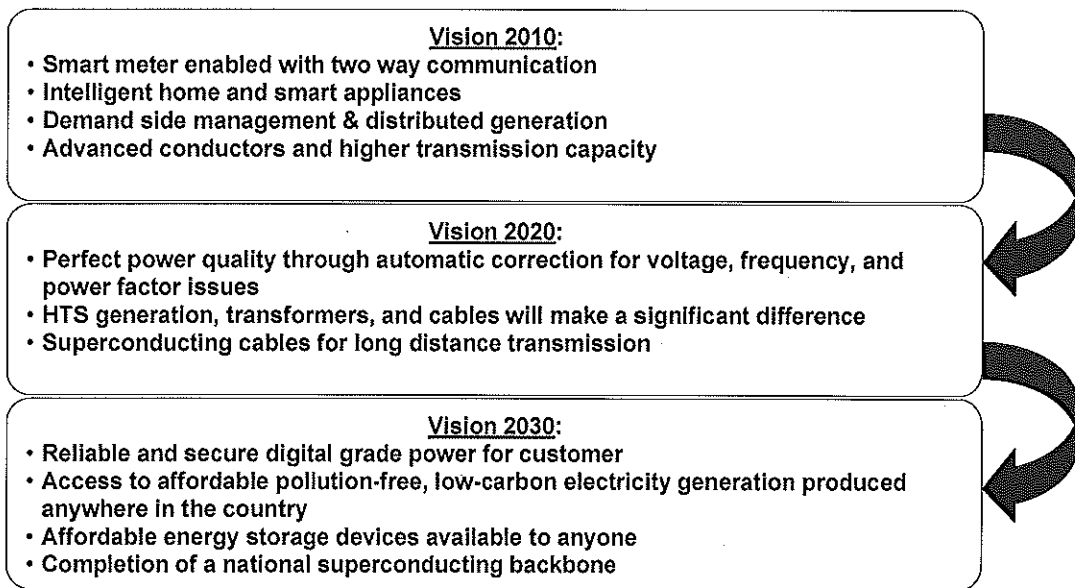 Vision 2010:
• Smart meter enabled with two way communication
• Intelligent home and smart appliances
• Demand side management & distributed generation
• Advanced conductors and higher transmission capacity
Vision 2020:
• Perfect power quality through automatic correction for voltage, frequency, and
power factor issues
• HTS generation, transformers, and cables will make a significant difference
• Superconducting cables for long distance transmission
Vision 2030:
• Reliable and secure digital grade power for customer
• Access to affordable pollution-free, low-carbon electricity generation produced
anywhere in the country
• Affordable energy storage devices available to anyone
• Completion of a national superconducting backbone